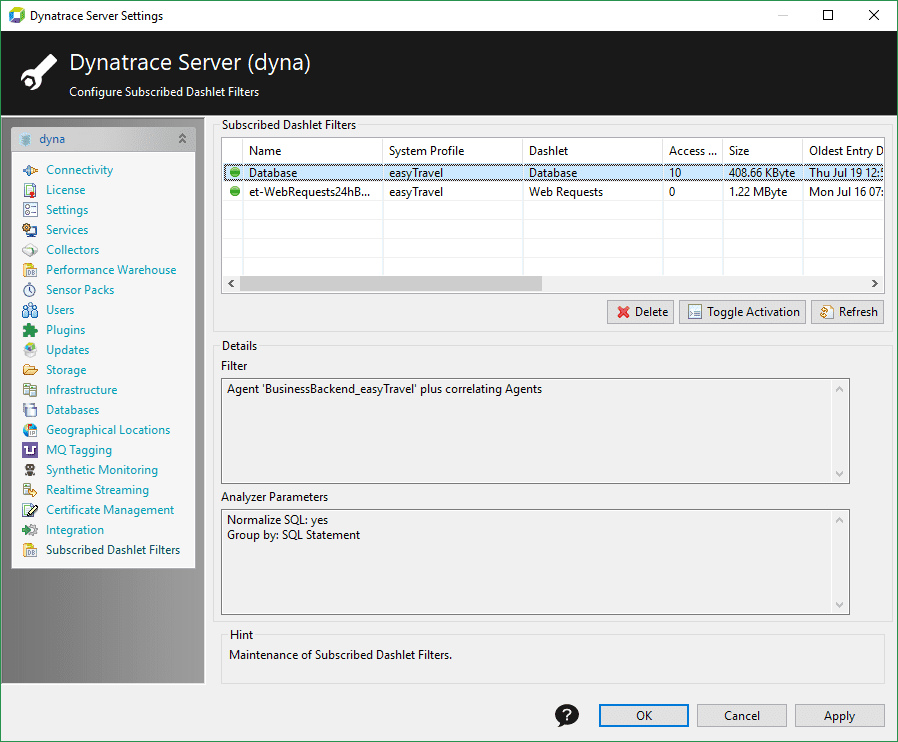 Dynatrace Server Settings
Dynatrace Server (dyna)
Configure Subscribed Dashlet Filters
dyna
Connectivity
License
Settings
Services
Collectors
Performance Warehouse
Sensor Packs
Users
Plugins
Updates
Storage
Infrastructure
Databases
Geographical Locations
MQ Tagging
Synthetic Monitoring
Realtime Streaming
Certificate Management
Integration
Subscribed Dashlet Filters
Subscribed Dashlet Filters
Name System Profile Dashlet Access ... Size Oldest Entry D
Database easyTravel Database 10 408.66 KByte Thu Jul 19 12:5
et-WebRequests24hB... easyTravel Web Requests 0 1.22 MByte Mon Jul 16 07:
Delete Toggle Activation Refresh
Details
Filter
Agent 'BusinessBackend_easyTravel' plus correlating Agents
Analyzer Parameters
Normalize SQL: yes
Group by: SQL Statement
Hint
Maintenance of Subscribed Dashlet Filters.
? OK Cancel Apply